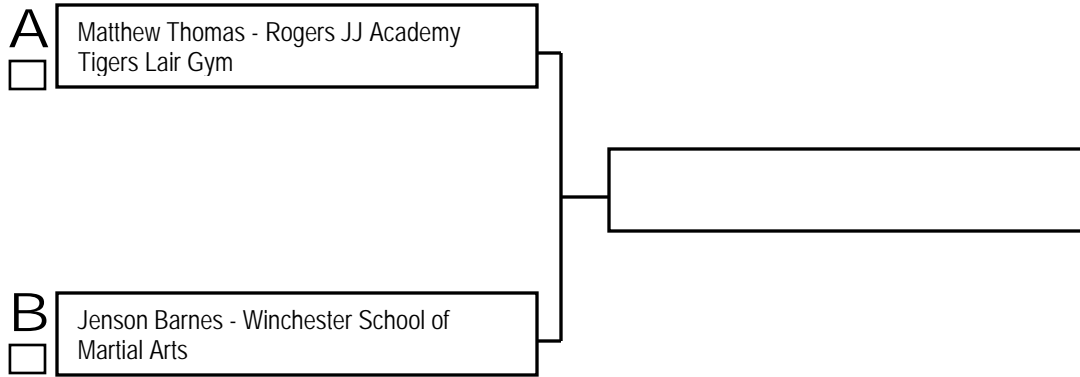 A
Matthew Thomas - Rogers JJ Academy
Tigers Lair Gym
B
Jenson Barnes - Winchester School of
Martial Arts